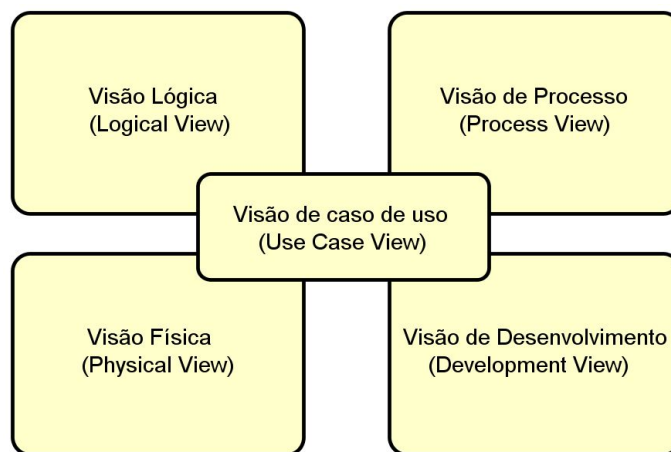 Visão Lógica
(Logical View)
Visão de Processo
(Process View)
Visão de caso de uso
(Use Case View)
Visão Física
(Physical View)
Visão de Desenvolvimento
(Development View)